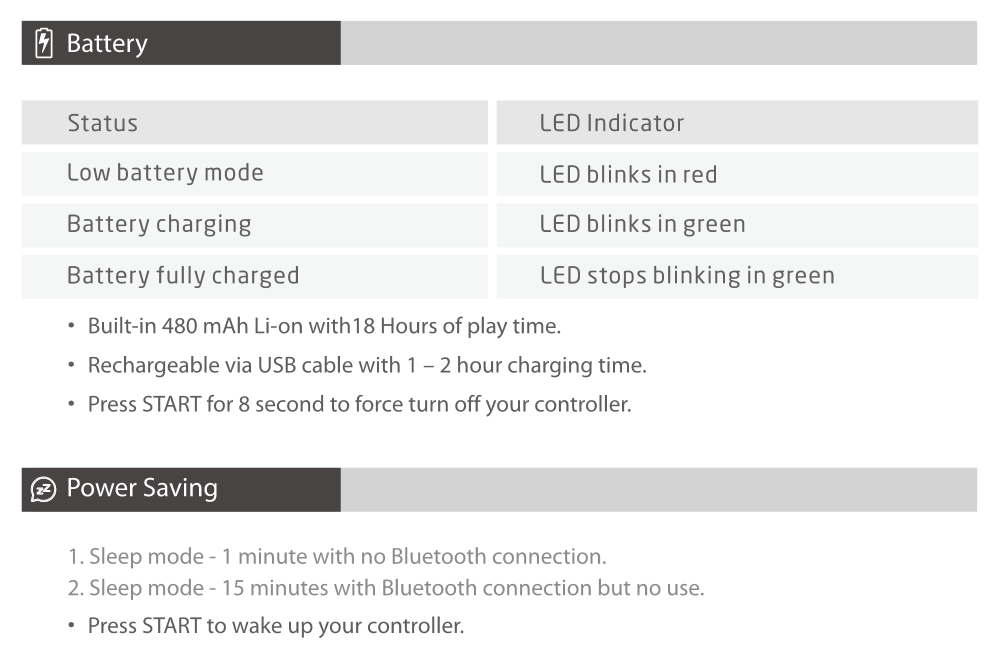 Battery
Status LED Indicator
Low battery mode LED blinks in red
Battery charging LED blinks in green
Battery fully charged LED stops blinking in green
• Built-in 480 mAh Li-on with18 Hours of play time.
• Rechargeable via USB cable with 1 – 2 hour charging time.
• Press START for 8 second to force turn off your controller.
Power Saving
1. Sleep mode - 1 minute with no Bluetooth connection.
2. Sleep mode - 15 minutes with Bluetooth connection but no use.
• Press START to wake up your controller.